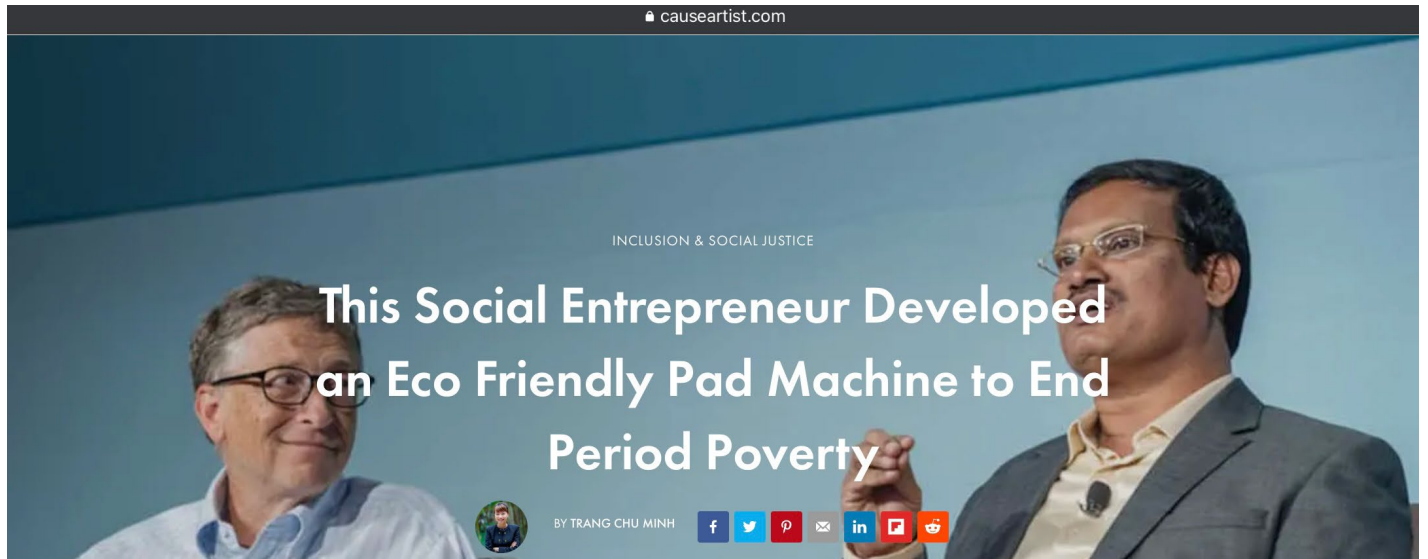 causeartist.com
INCLUSION & SOCIAL JUSTICE
This Social Entrepreneur Developed
an Eco Friendly Pad Machine to End
Period Poverty
BY TRANG CHU MINH